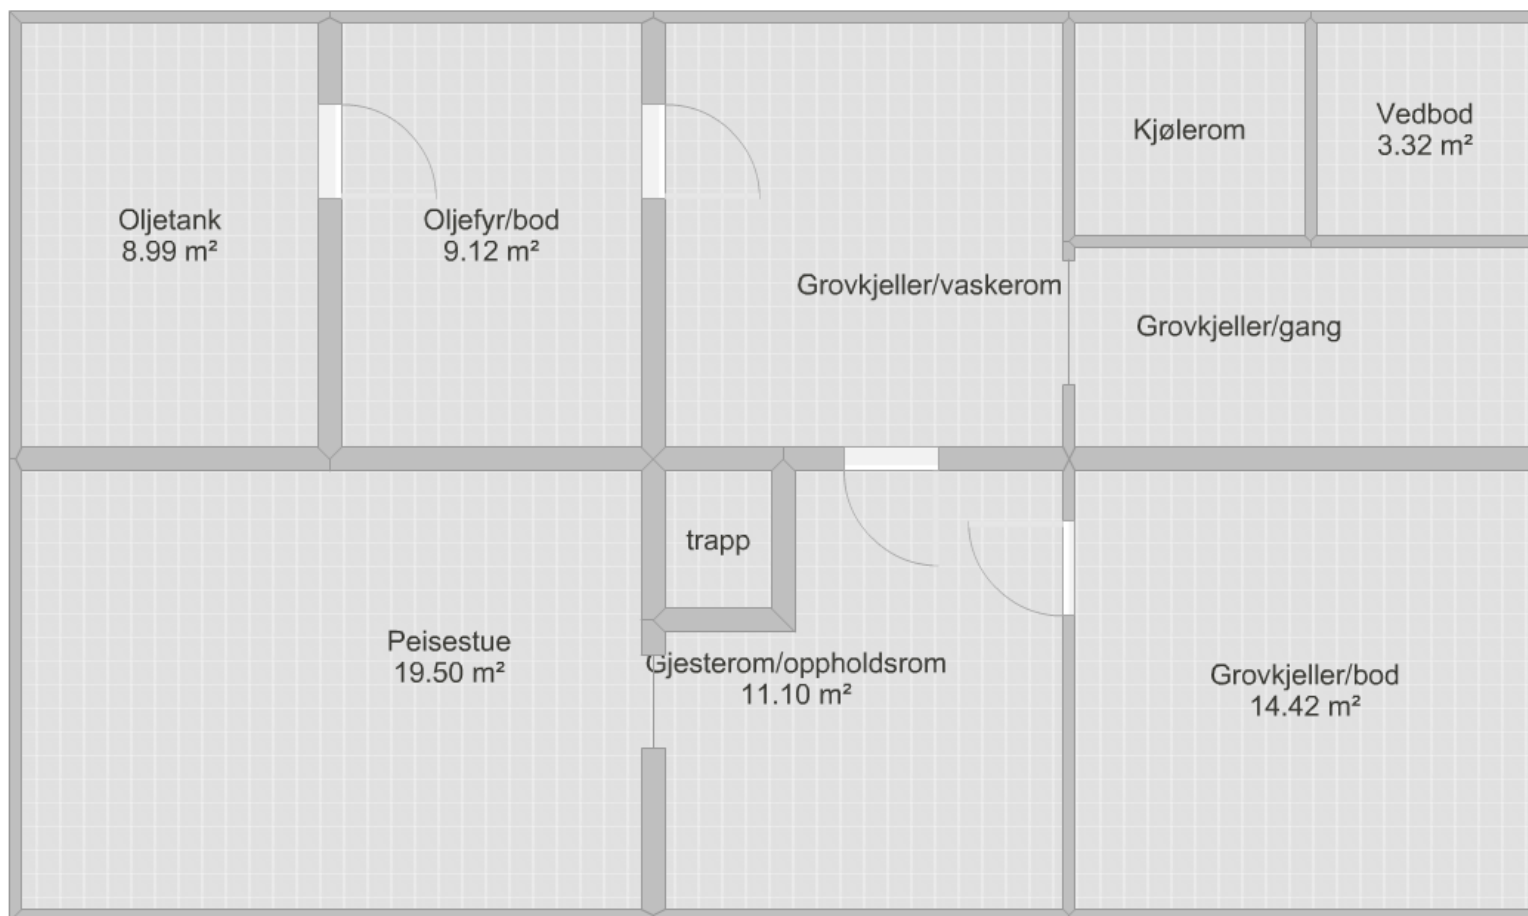 Oljetank
8.99 m²
Oljefyr/bod
9.12 m²
Grovkjeller/vaskerom
Kjølerom
Vedbod
3.32 m²
Grovkjeller/gang
Peisestue
19.50 m²
trapp
Gjesterom/oppholdsrom
11.10 m²
Grovkjeller/bod
14.42 m²